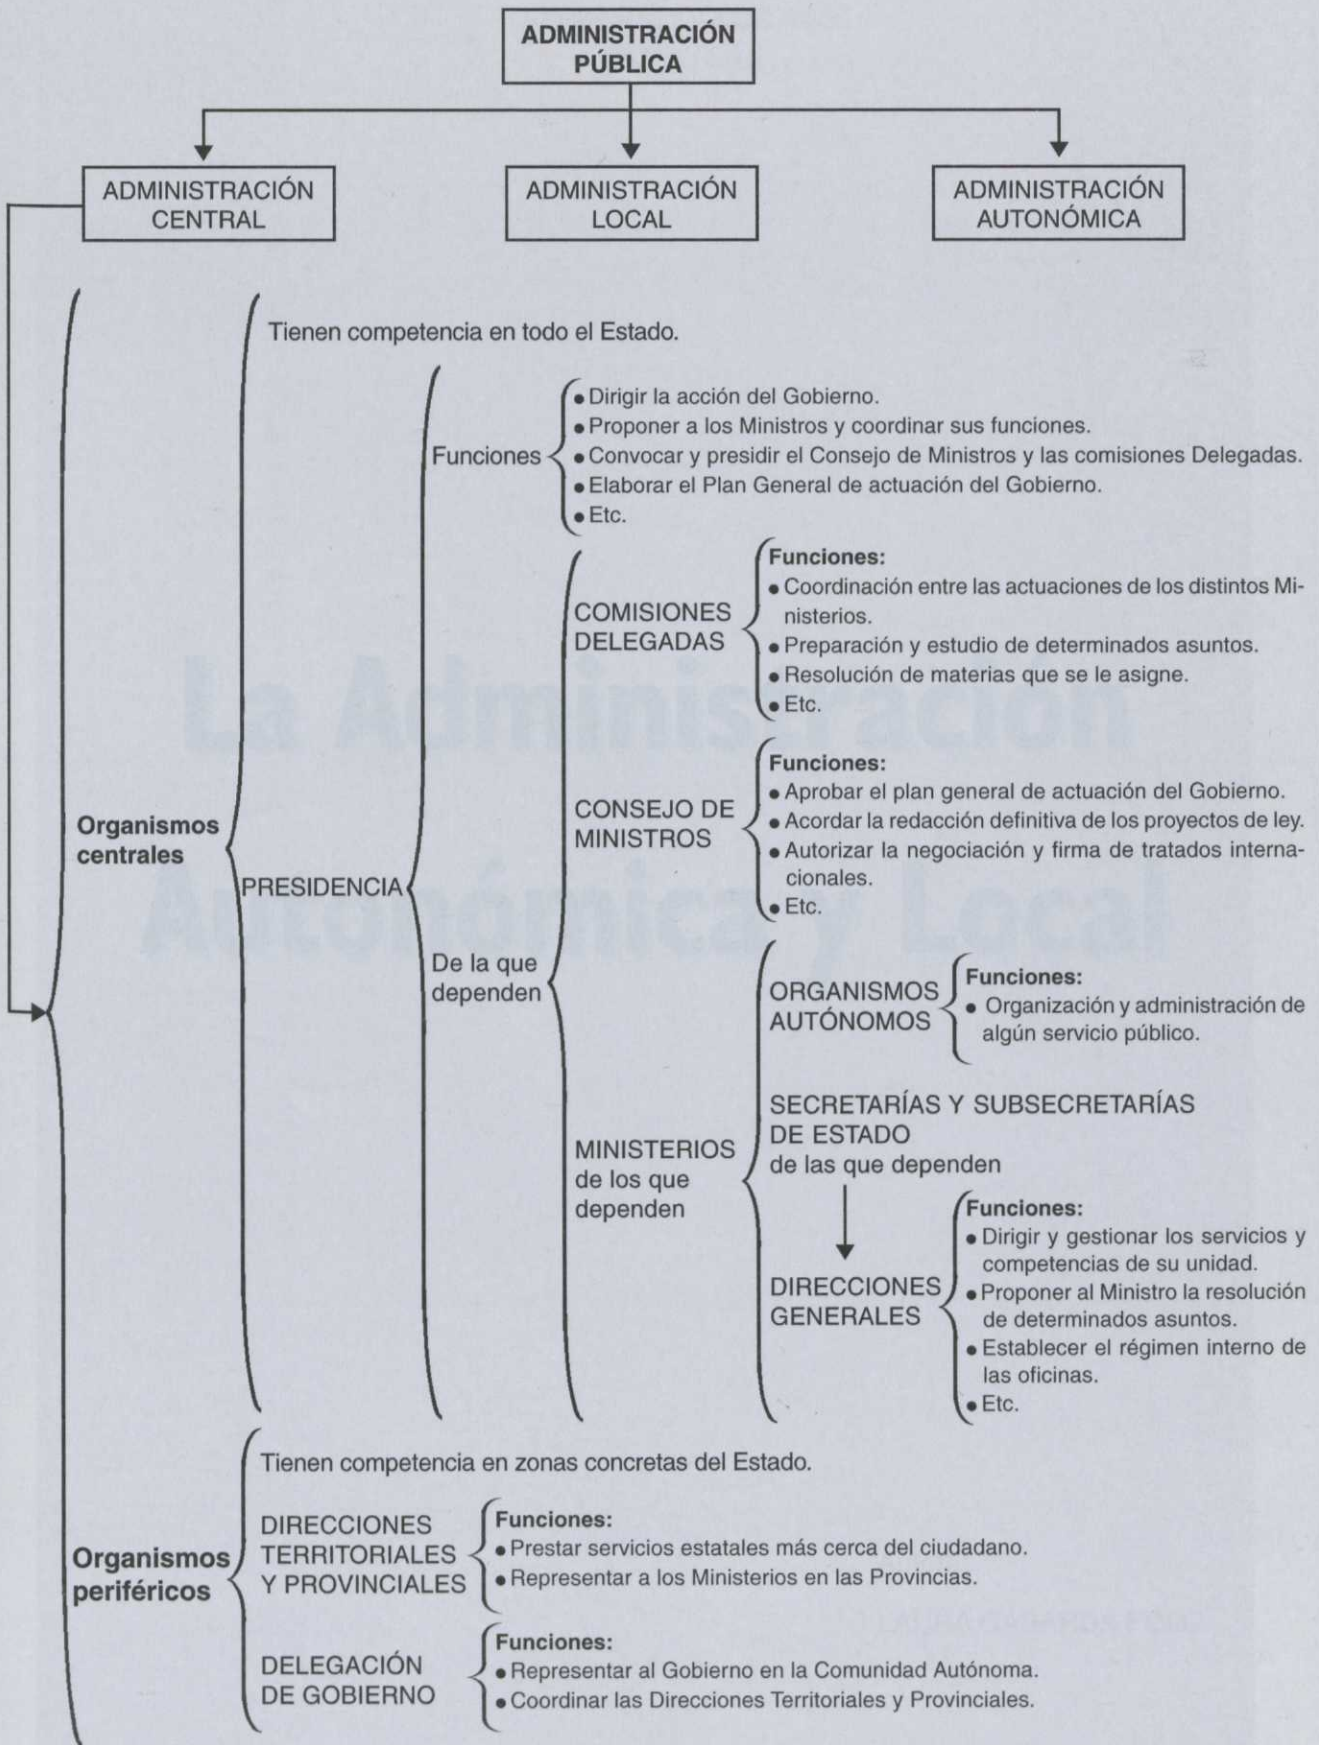 ADMINISTRACIÓN
PÚBLICA
ADMINISTRACIÓN
CENTRAL
ADMINISTRACIÓN
LOCAL
ADMINISTRACIÓN
AUTONÓMICA
Tienen competencia en todo el Estado.
Funciones
• Dirigir la acción del Gobierno.
• Proponer a los Ministros y coordinar sus funciones.
• Convocar y presidir el Consejo de Ministros y las comisiones Delegadas.
• Elaborar el Plan General de actuación del Gobierno.
• Etc.
Organismos
centrales
PRESIDENCIA
De la que
dependen
COMISIONES
DELEGADAS
Funciones:
• Coordinación entre las actuaciones de los distintos Mi-
nisterios.
• Preparación y estudio de determinados asuntos.
• Resolución de materias que se le asigne.
• Etc.
CONSEJO DE
MINISTROS
Funciones:
• Aprobar el plan general de actuación del Gobierno.
• Acordar la redacción definitiva de los proyectos de ley.
• Autorizar la negociación y firma de tratados interna-
cionales.
• Etc.
MINISTERIOS
de los que
dependen
ORGANISMOS
AUTÓNOMOS
Funciones:
• Organización y administración de
algún servicio público.
SECRETARÍAS Y SUBSECRETARÍAS
DE ESTADO
de las que dependen
DIRECCIONES
GENERALES
Funciones:
• Dirigir y gestionar los servicios y
competencias de su unidad.
• Proponer al Ministro la resolución
de determinados asuntos.
• Establecer el régimen interno de
las oficinas.
• Etc.
Organismos
periféricos
Tienen competencia en zonas concretas del Estado.
DIRECCIONES
TERRITORIALES
Y PROVINCIALES
Funciones:
• Prestar servicios estatales más cerca del ciudadano.
• Representar a los Ministerios en las Provincias.
DELEGACIÓN
DE GOBIERNO
Funciones:
• Representar al Gobierno en la Comunidad Autónoma.
• Coordinar las Direcciones Territoriales y Provinciales.
La Administración
Autonómica y Local